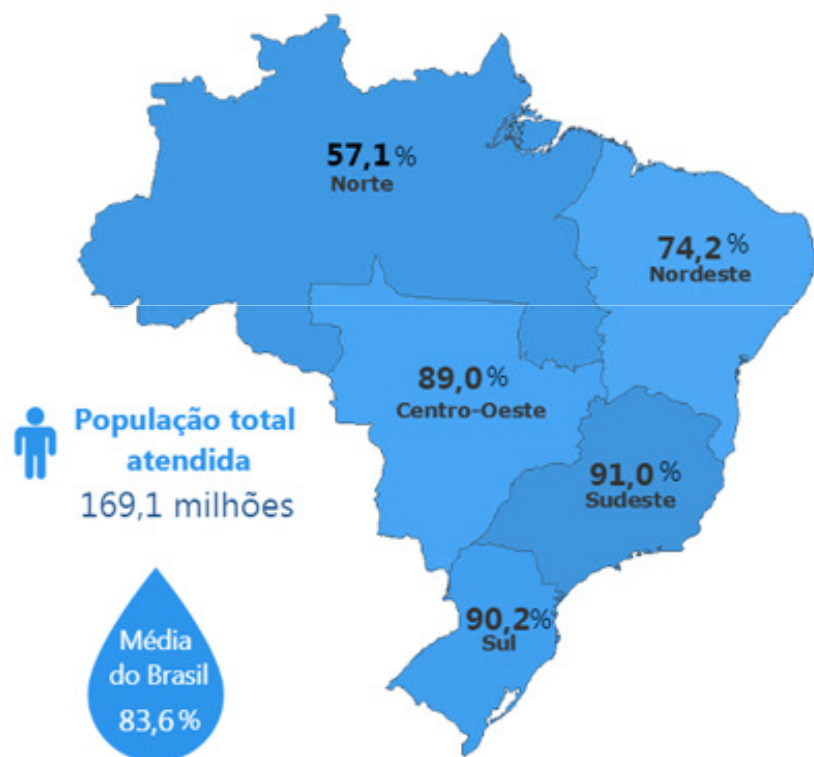 57,1%
Norte
74,2%
Nordeste
89,0%
Centro-Oeste
População total
atendida
169,1 milhões
91,0%
Sudeste
90,2%
Sul
Média
do Brasil
83,6%